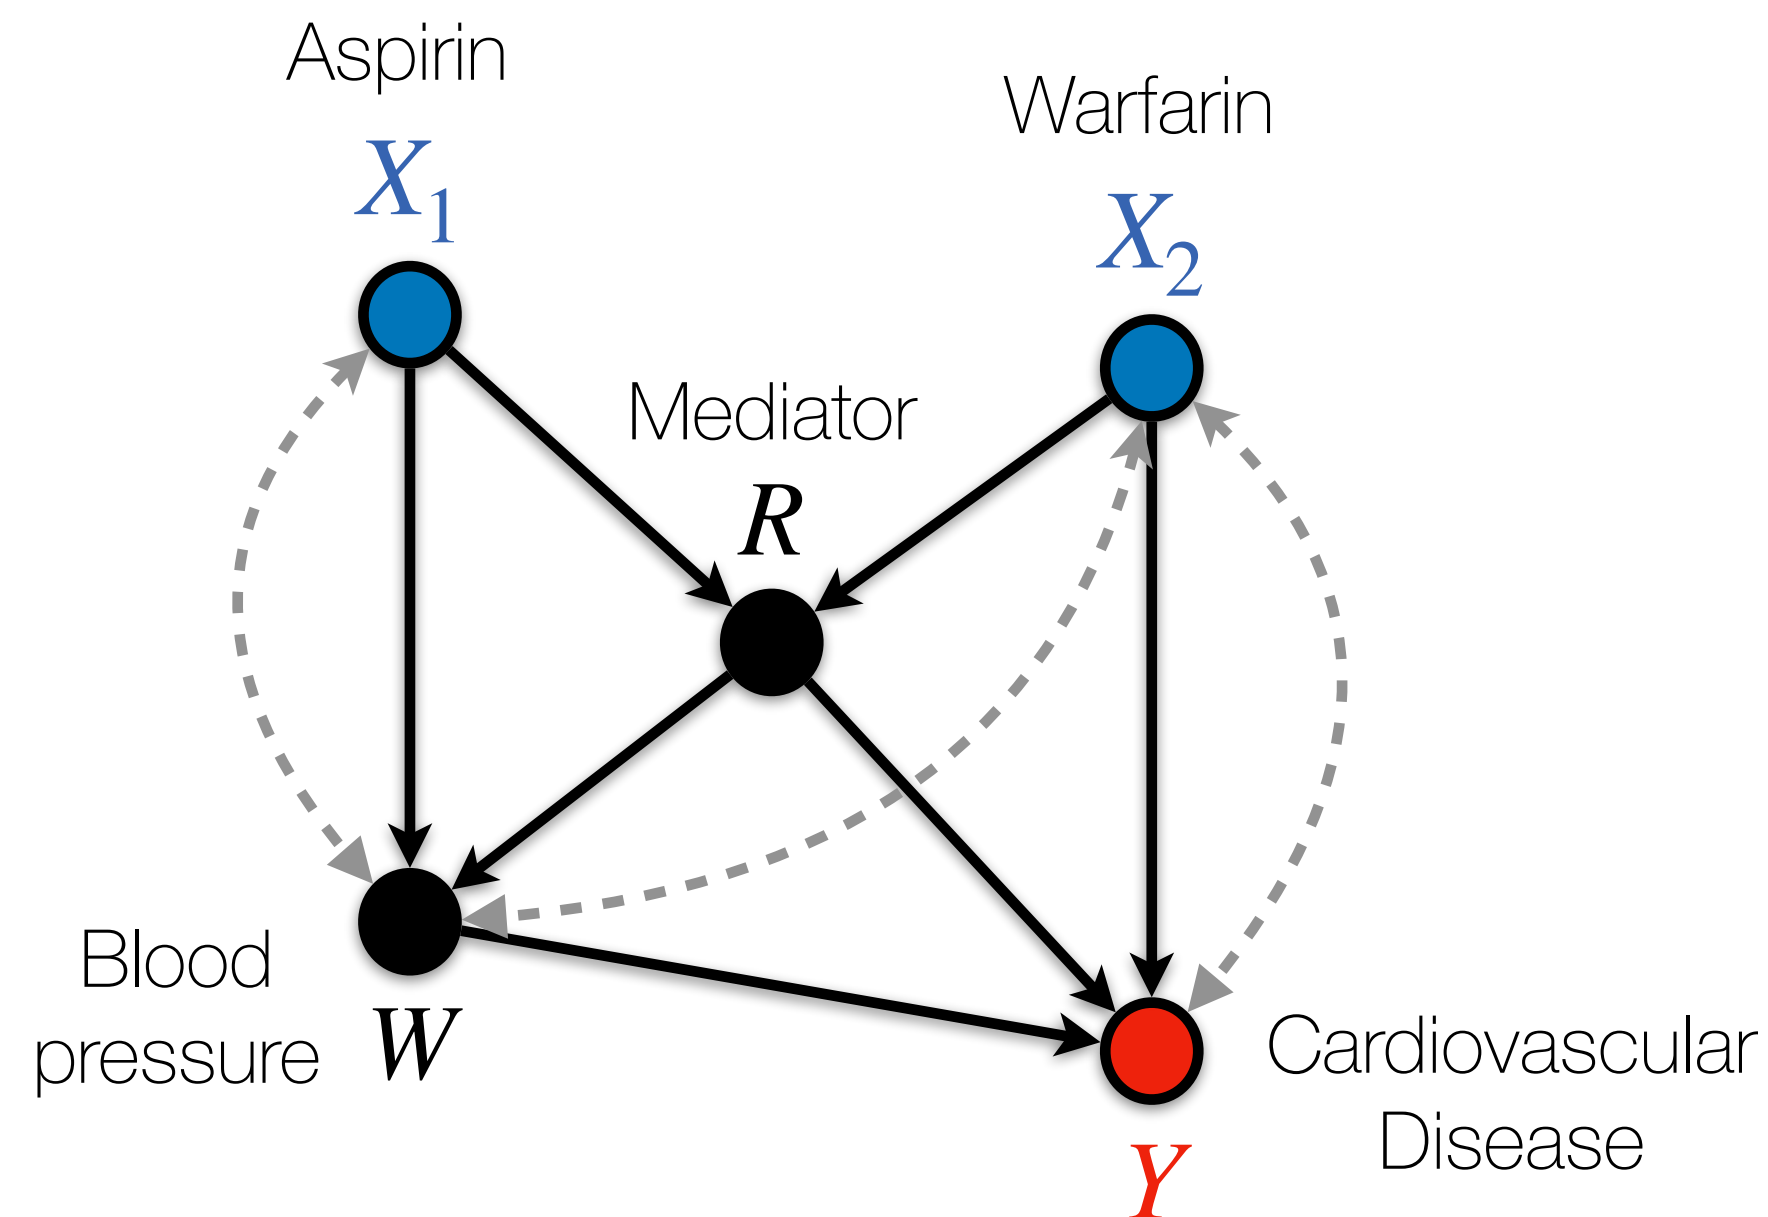 Aspirin
X₁
Warfarin
X₂
Mediator
R
Blood
pressure
W
Cardiovascular
Disease
Y